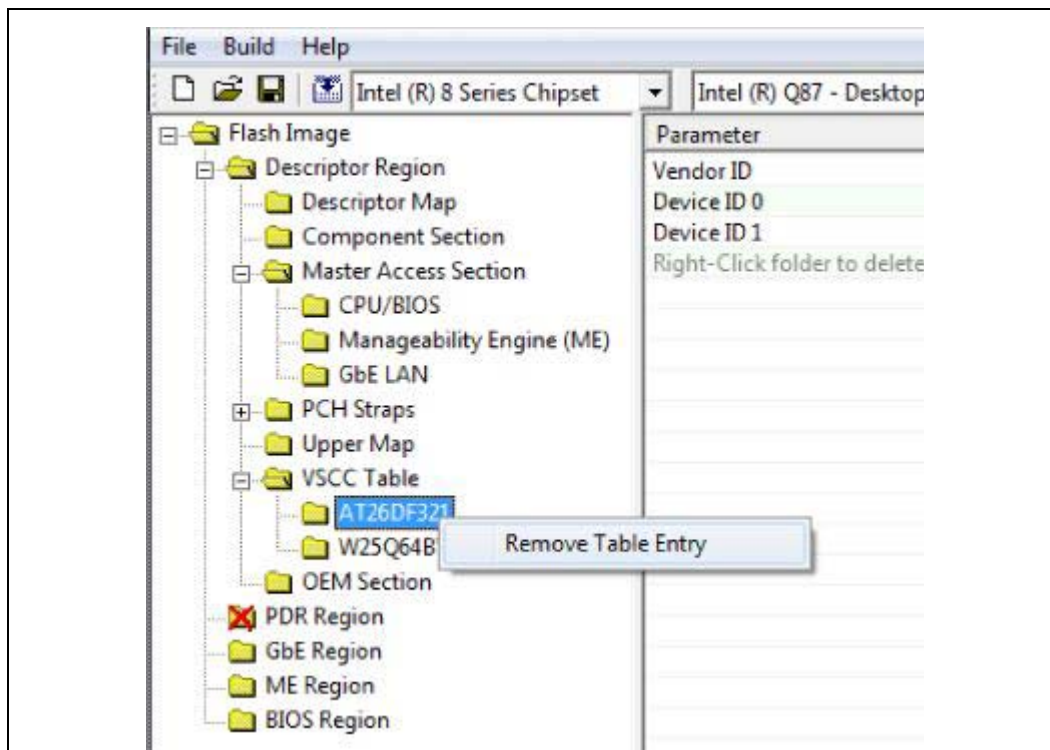 File Build Help
Intel (R) 8 Series Chipset Intel (R) Q87 - Desktop
Flash Image
Descriptor Region
Descriptor Map
Component Section
Master Access Section
CPU/BIOS
Manageability Engine (ME)
GbE LAN
PCH Straps
Upper Map
VSCC Table
AT26DF321
W25Q64B
OEM Section
PDR Region
GbE Region
ME Region
BIOS Region
Parameter
Vendor ID
Device ID 0
Device ID 1
Right-Click folder to delete
Remove Table Entry